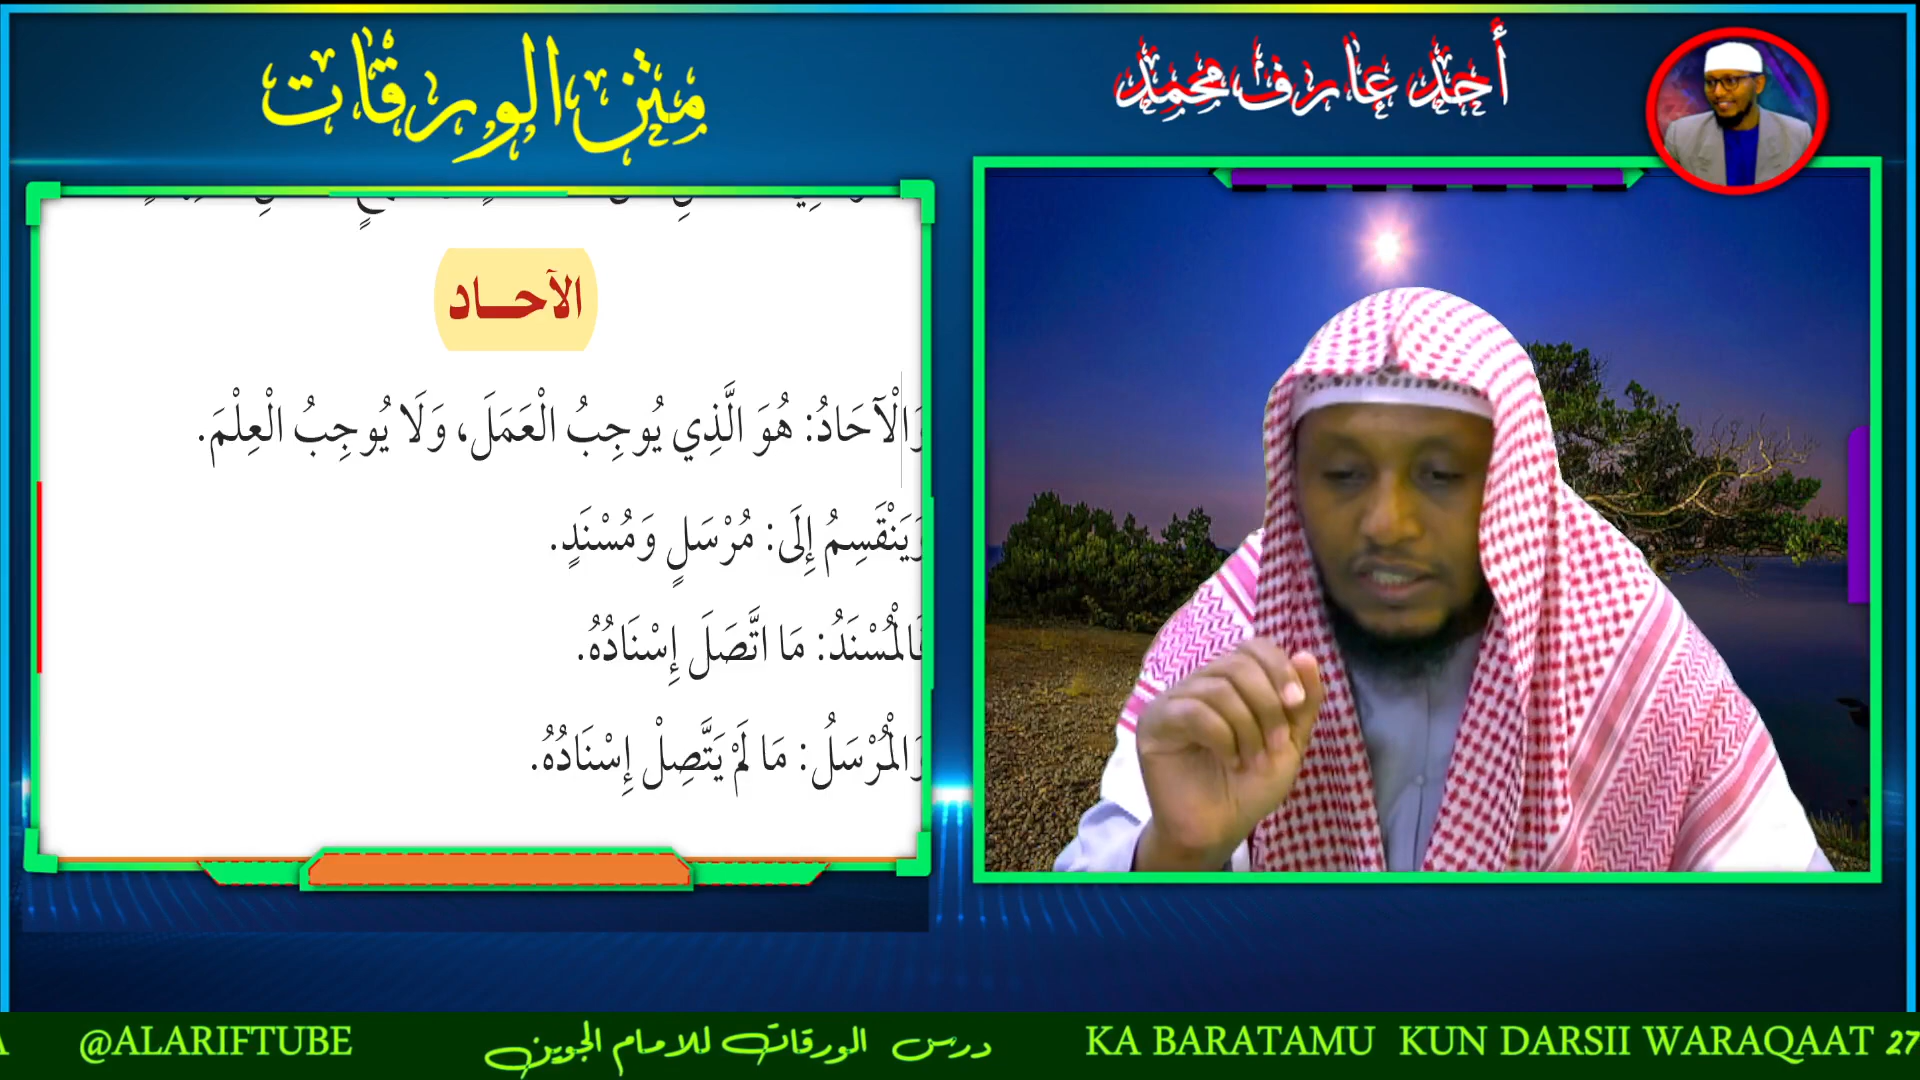 متن الورقات
أحمد عارف محمد
الآحاد
وَالْآحَادُ: هُوَ الَّذِي يُوجِبُ الْعَمَلَ، وَلَا يُوجِبُ الْعِلْمَ.
وَيَنْقَسِمُ إِلَى: مُرْسَلٍ وَمُسْنَدٍ.
فَالْمُسْنَدُ: مَا اتَّصَلَ إِسْنَادُهُ.
وَالْمُرْسَلُ: مَا لَمْ يَتَّصِلْ إِسْنَادُهُ.
@ALARIFTUBE درس الورقات للامام الجوين KA BARATAMU KUN DARSII WARAQAAT 27